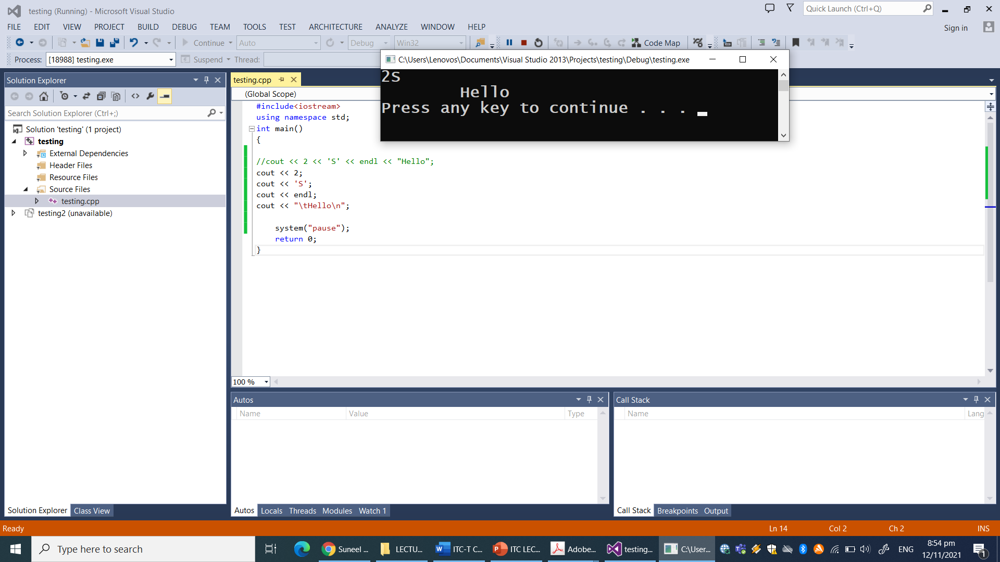 testing (Running) - Microsoft Visual Studio
Quick Launch (Ctrl+Q)
FILE EDIT VIEW PROJECT BUILD DEBUG TEAM TOOLS TEST ARCHITECTURE ANALYZE WINDOW HELP
Sign in
Continue Auto Debug Win32 Code Map
Process: [18988] testing.exe Suspend Thread:
C:\Users\Lenovos\Documents\Visual Studio 2013\Projects\testing\Debug\testing.exe
2S
Hello
Press any key to continue . . .
Solution Explorer
Search Solution Explorer (Ctrl+;)
Solution 'testing' (1 project)
testing
External Dependencies
Header Files
Resource Files
Source Files
testing.cpp
testing2 (unavailable)
Solution Explorer Class View
testing.cpp
(Global Scope)
#include<iostream>
using namespace std;
int main()
{
//cout << 2 << 'S' << endl << "Hello";
cout << 2;
cout << 'S';
cout << endl;
cout << "\tHello\n";
system("pause");
return 0;
}
100 %
Autos
Name Value Type
Autos Locals Threads Modules Watch 1
Call Stack
Name Lang
Call Stack Breakpoints Output
Ready Ln 14 Col 2 Ch 2 INS
Type here to search
Suneel ... LECTU... ITC-T C... ITC LEC... Adobe... testing... C:\User...
ENG
8:54 pm
12/11/2021
1